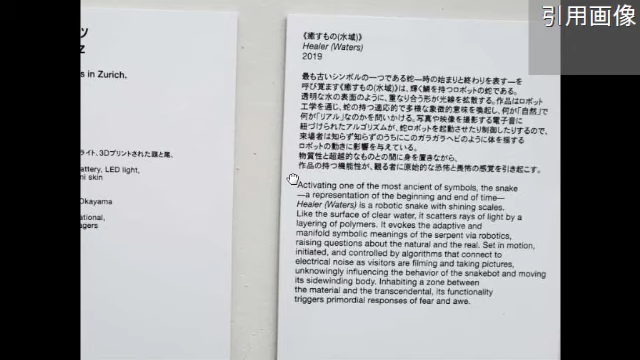 引用画像
ツ
Z
s in Zurich.
ライト、3Dプリントされた頭と尾、
attery, LED light,
ni skin
Okayama
ational,
agers
《癒すもの(水域)》
Healer (Waters)
2019
最も古いシンボルの一つである蛇—時の始まりと終わりを表す—を
呼び覚ます《癒すもの(水域)》は、輝く鱗を持つロボットの蛇である。
透明な水の表面のように、重なり合う形が光線を拡散する。作品はロボット
工学を通し、蛇の持つ適応的で多様な象徴的意味を喚起し、何が「自然」で
何が「リアル」なのかを問いかける。写真や映像を撮影する電子音に
紐づけられたアルゴリズムが、蛇ロボットを起動させたり制御したりするので、
来場者は知らず知らずのうちにこのガラガラヘビのように体を揺する
ロボットの動きに影響を与えている。
物質性と超越的なものとの間に身を置きながら、
作品の持つ機能性が、観る者に原始的な恐怖と畏怖の感覚を引き起こす。
Activating one of the most ancient of symbols, the snake
—a representation of the beginning and end of time—
Healer (Waters) is a robotic snake with shining scales.
Like the surface of clear water, it scatters rays of light by a
layering of polymers. It evokes the adaptive and
manifold symbolic meanings of the serpent via robotics,
raising questions about the natural and the real. Set in motion,
initiated, and controlled by algorithms that connect to
electrical noise as visitors are filming and taking pictures,
unknowingly influencing the behavior of the snakebot and moving
its sidewinding body. Inhabiting a zone between
the material and the transcendental, its functionality
triggers primordial responses of fear and awe.